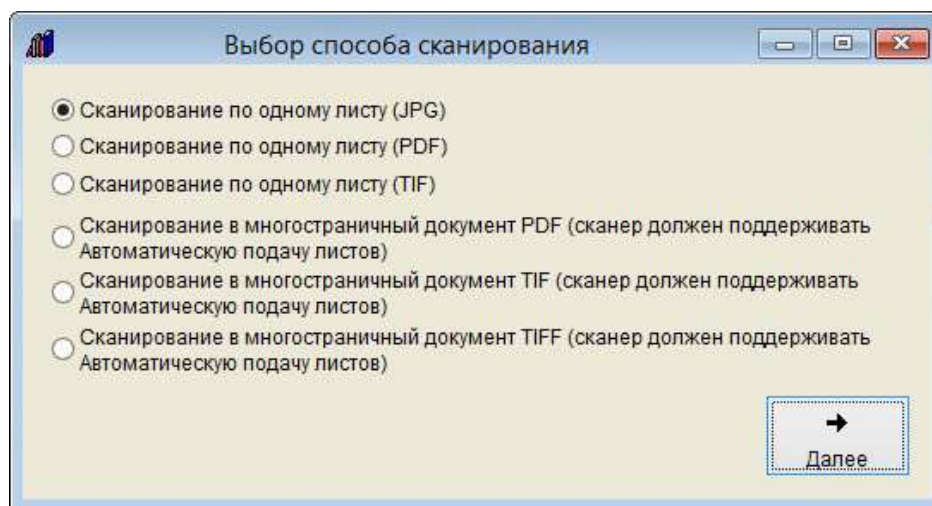 Выбор способа сканирования
Сканирование по одному листу (JPG)
Сканирование по одному листу (PDF)
Сканирование по одному листу (TIF)
Сканирование в многостраничный документ PDF (сканер должен поддерживать
Автоматическую подачу листов)
Сканирование в многостраничный документ TIF (сканер должен поддерживать
Автоматическую подачу листов)
Сканирование в многостраничный документ TIFF (сканер должен поддерживать
Автоматическую подачу листов)
Далее